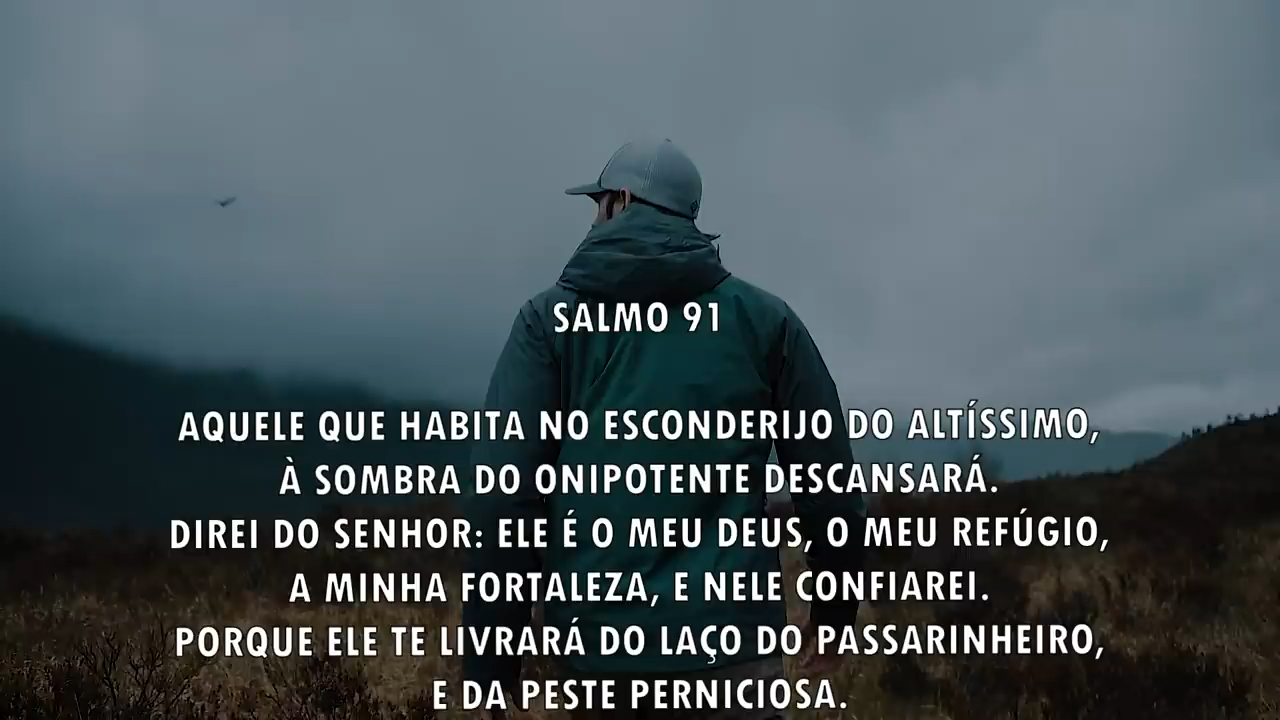 SALMO 91
AQUELE QUE HABITA NO ESCONDERIJO DO ALTÍSSIMO,
À SOMBRA DO ONIPOTENTE DESCANSARÁ.
DIREI DO SENHOR: ELE É O MEU DEUS, O MEU REFÚGIO,
A MINHA FORTALEZA, E NELE CONFIAREI.
PORQUE ELE TE LIVRARÁ DO LAÇO DO PASSARINHEIRO,
E DA PESTE PERNICIOSA.